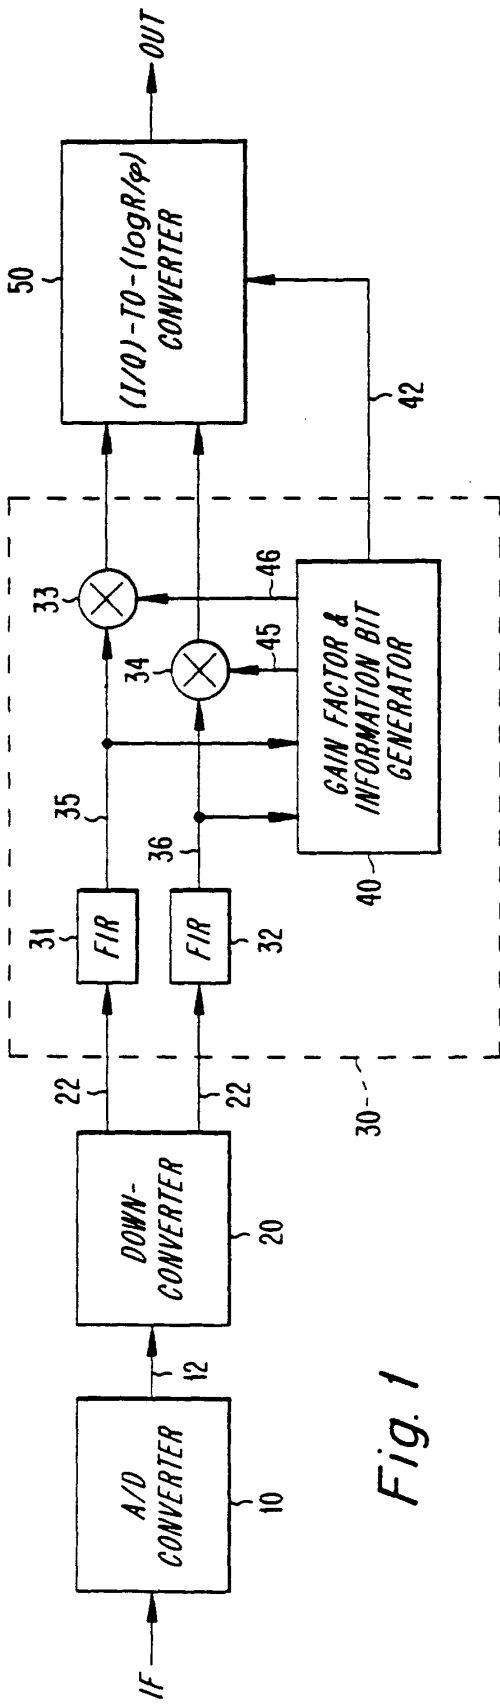 IF
A/D
CONVERTER
10
12
DOWN-
CONVERTER
20
22
22
30
31
FIR
FIR
32
35
36
33
34
45
46
GAIN FACTOR &
INFORMATION BIT
GENERATOR
40
42
50
(I/Q)-TO-(logR/φ)
CONVERTER
OUT
Fig. 1